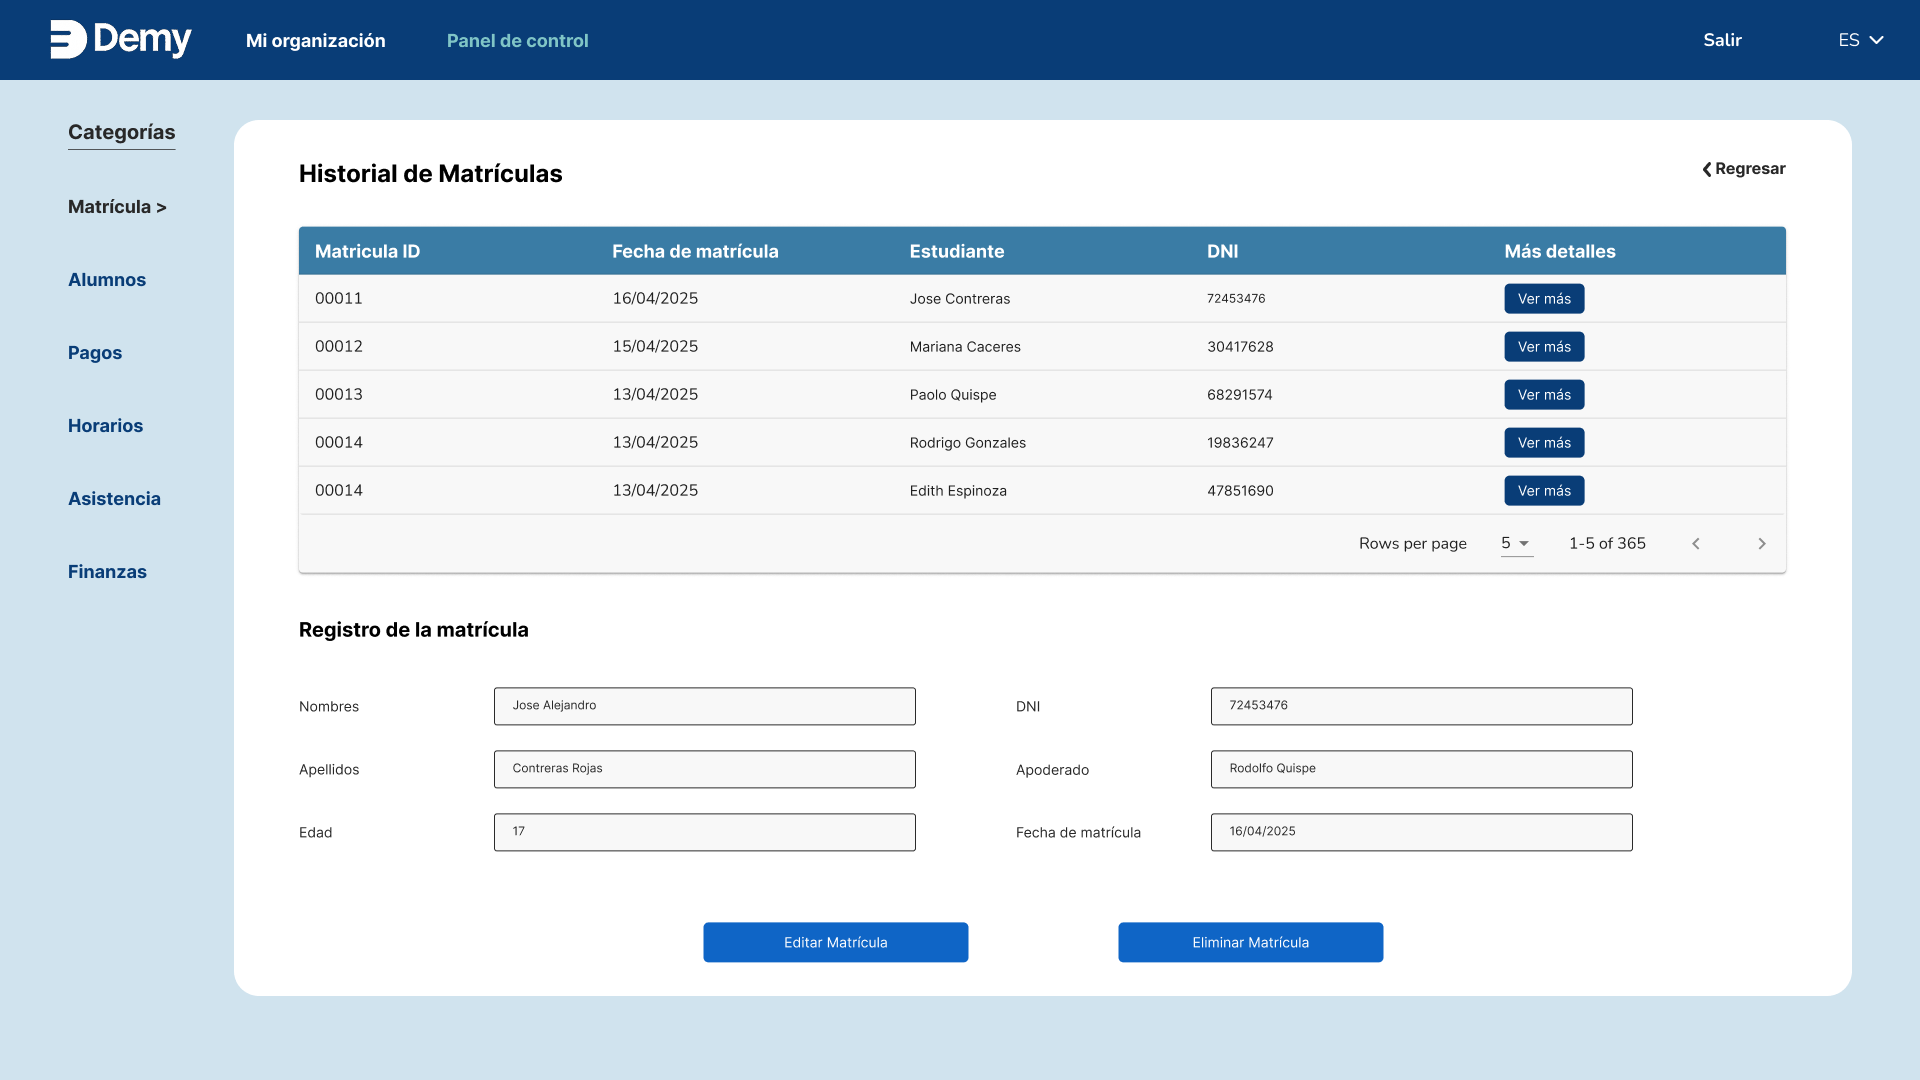 Demy
Mi organización
Panel de control
Salir
ES
Categorías
Matrícula >
Alumnos
Pagos
Horarios
Asistencia
Finanzas
Historial de Matrículas
Regresar
Matricula ID Fecha de matrícula Estudiante DNI Más detalles
00011 16/04/2025 Jose Contreras 72453476 Ver más
00012 15/04/2025 Mariana Caceres 30417628 Ver más
00013 13/04/2025 Paolo Quispe 68291574 Ver más
00014 13/04/2025 Rodrigo Gonzales 19836247 Ver más
00014 13/04/2025 Edith Espinoza 47851690 Ver más
Rows per page 5 1-5 of 365
Registro de la matrícula
Nombres Jose Alejandro DNI 72453476
Apellidos Contreras Rojas Apoderado Rodolfo Quispe
Edad 17 Fecha de matrícula 16/04/2025
Editar Matrícula Eliminar Matrícula